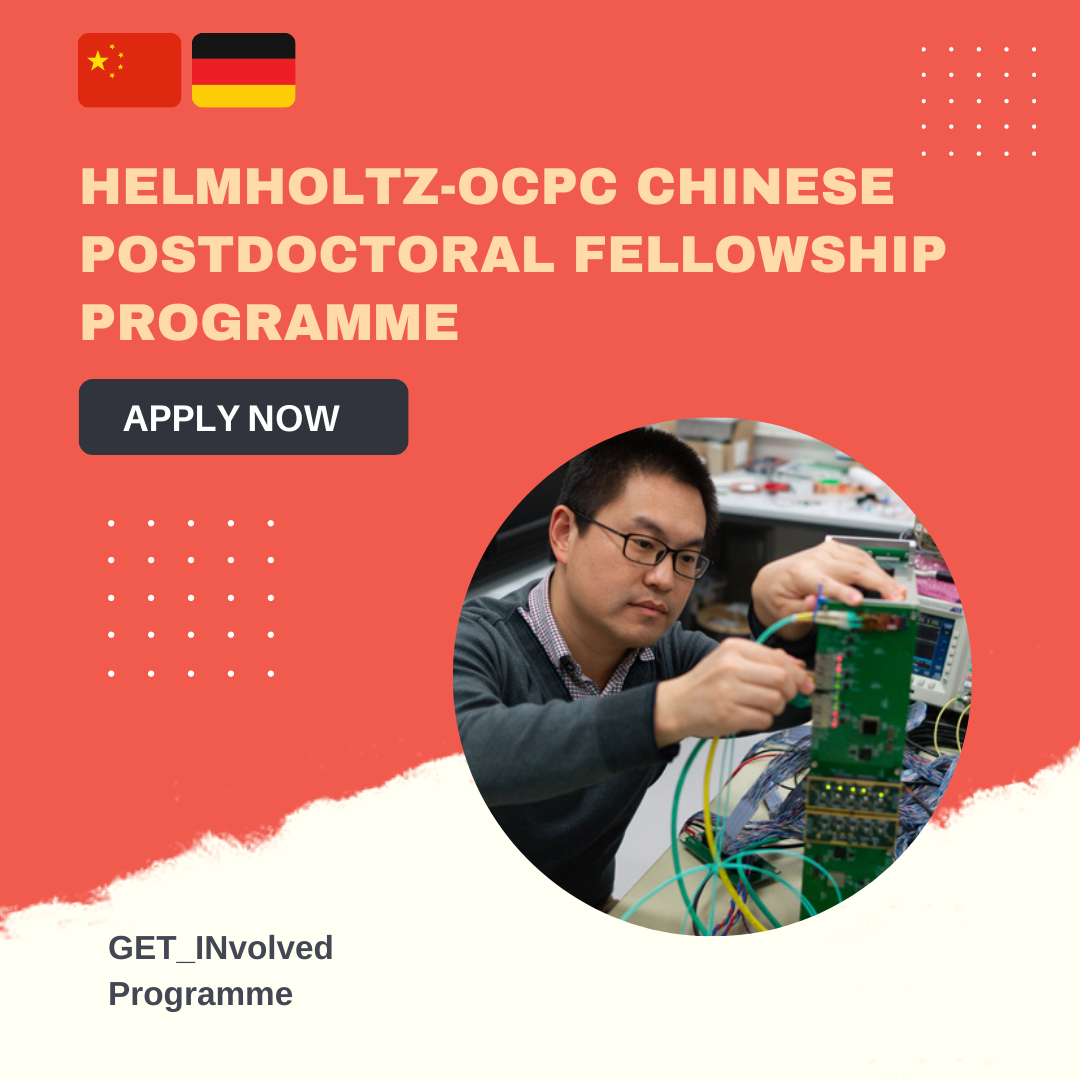 HELMHOLTZ-OCPC CHINESE
POSTDOCTORAL FELLOWSHIP
PROGRAMME
APPLY NOW
GET_INvolved
Programme